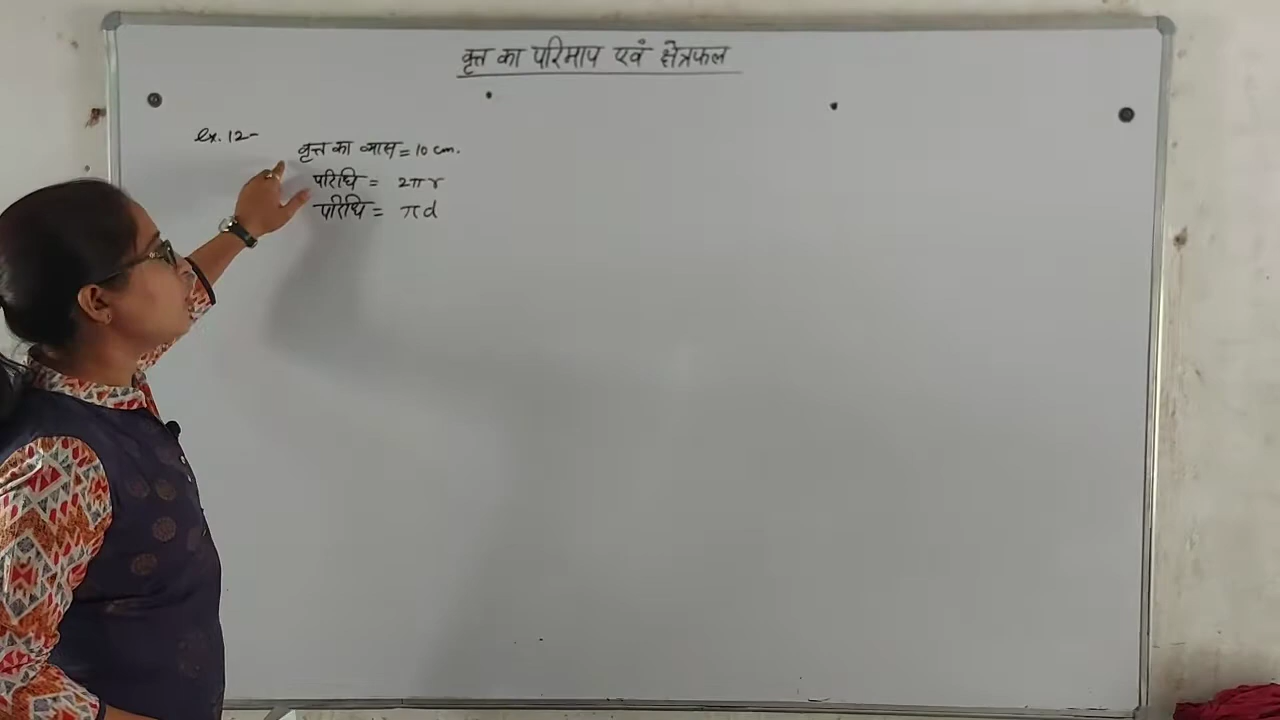 वृत्त का परिमाप एवं क्षेत्रफल
Ex. 12-
वृत्त का व्यास = 10 cm.
परिधि = 2πr
परिधि = πd